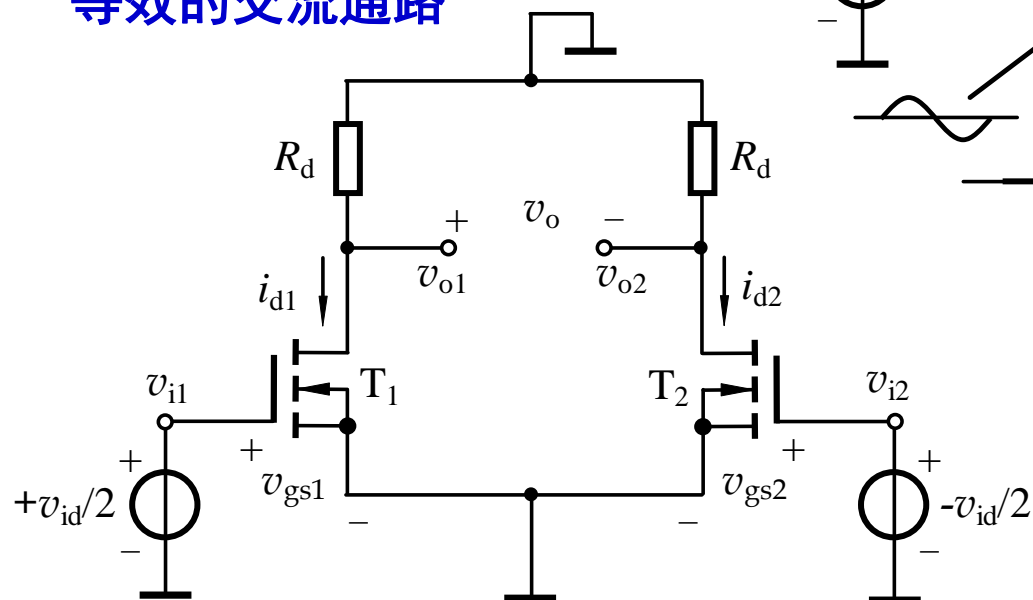 等效的交流通路
R_d
R_d
+
v_o
−
v_o1
v_o2
i_d1
i_d2
v_i1
T_1
T_2
v_i2
+
+
+
+
+v_id/2
v_gs1
v_gs2
-v_id/2
−
−
−
−
−